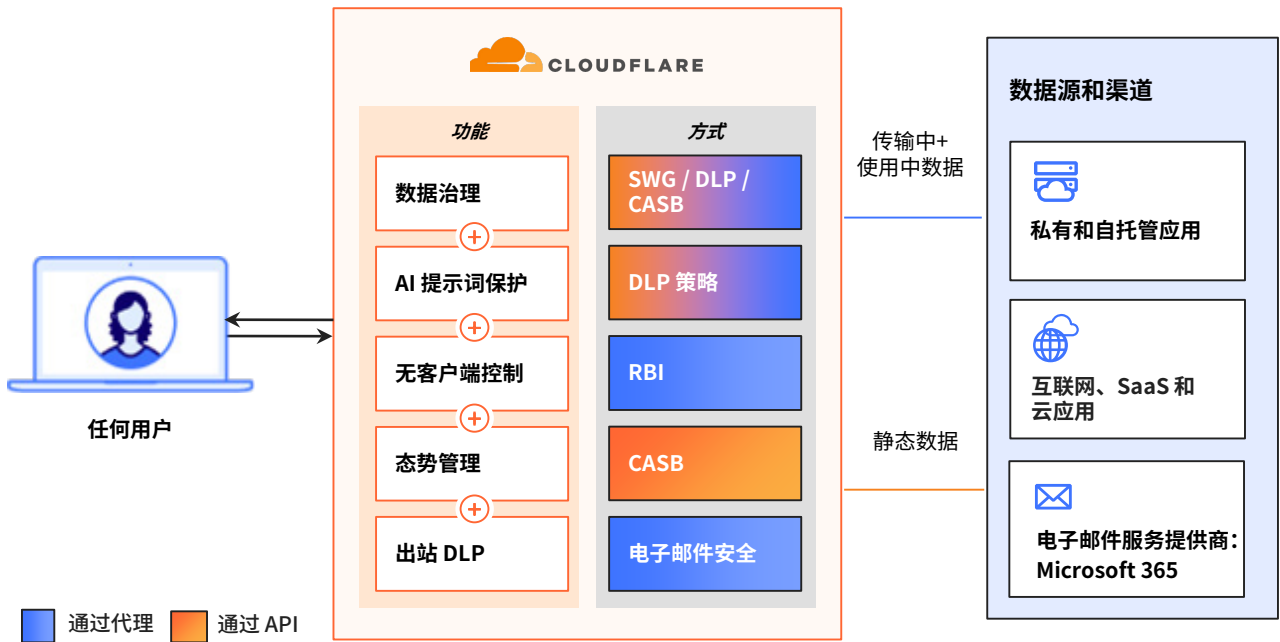 CLOUDFLARE
功能
数据治理
AI 提示词保护
无客户端控制
态势管理
出站 DLP
方式
SWG / DLP /
CASB
DLP 策略
RBI
CASB
电子邮件安全
任何用户
通过代理
通过 API
传输中+
使用中数据
静态数据
数据源和渠道
私有和自托管应用
互联网、SaaS 和
云应用
电子邮件服务提供商：
Microsoft 365